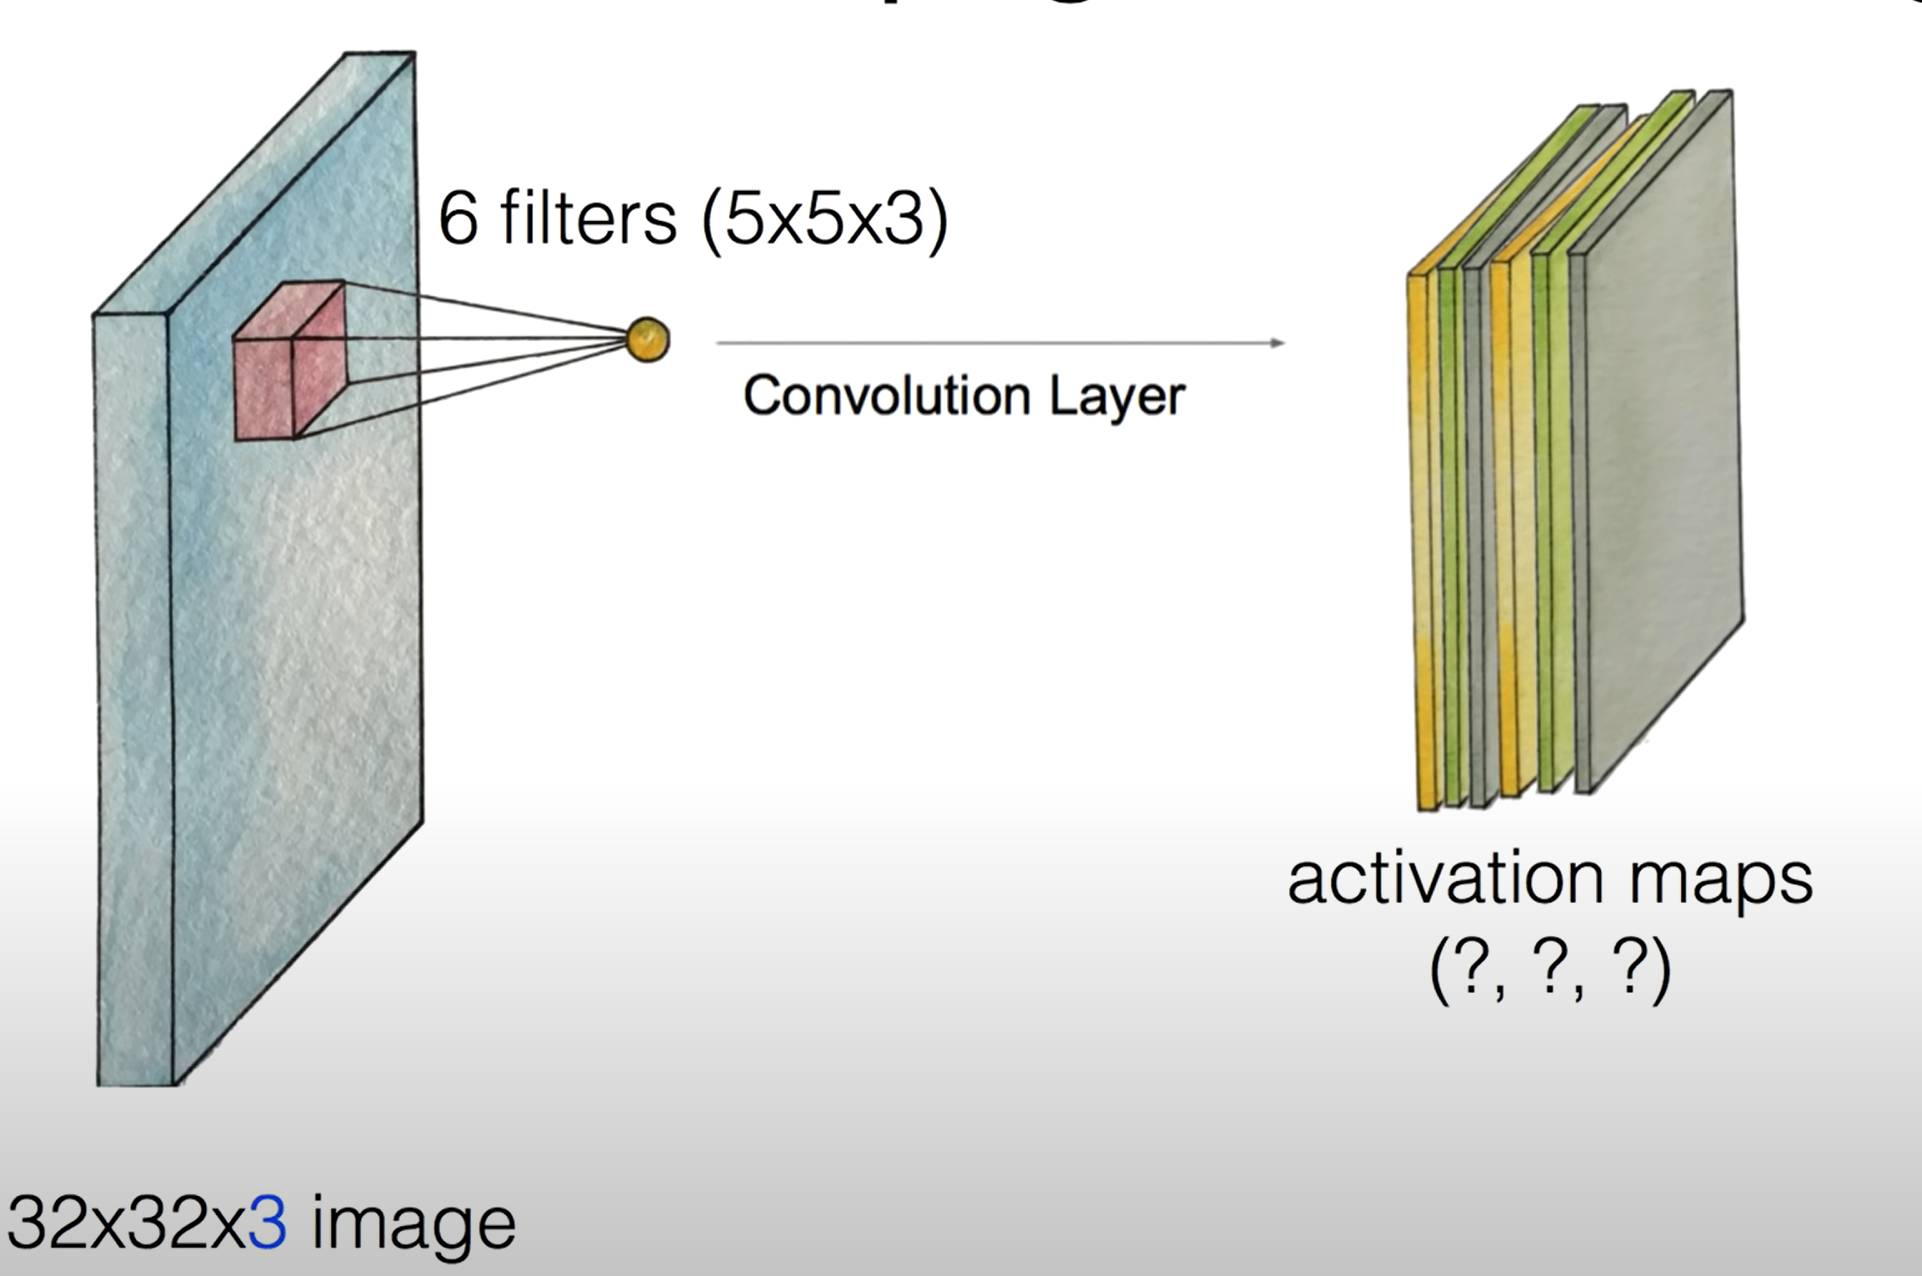 6 filters (5x5x3)
Convolution Layer
activation maps
(?, ?, ?)
32x32x3 image